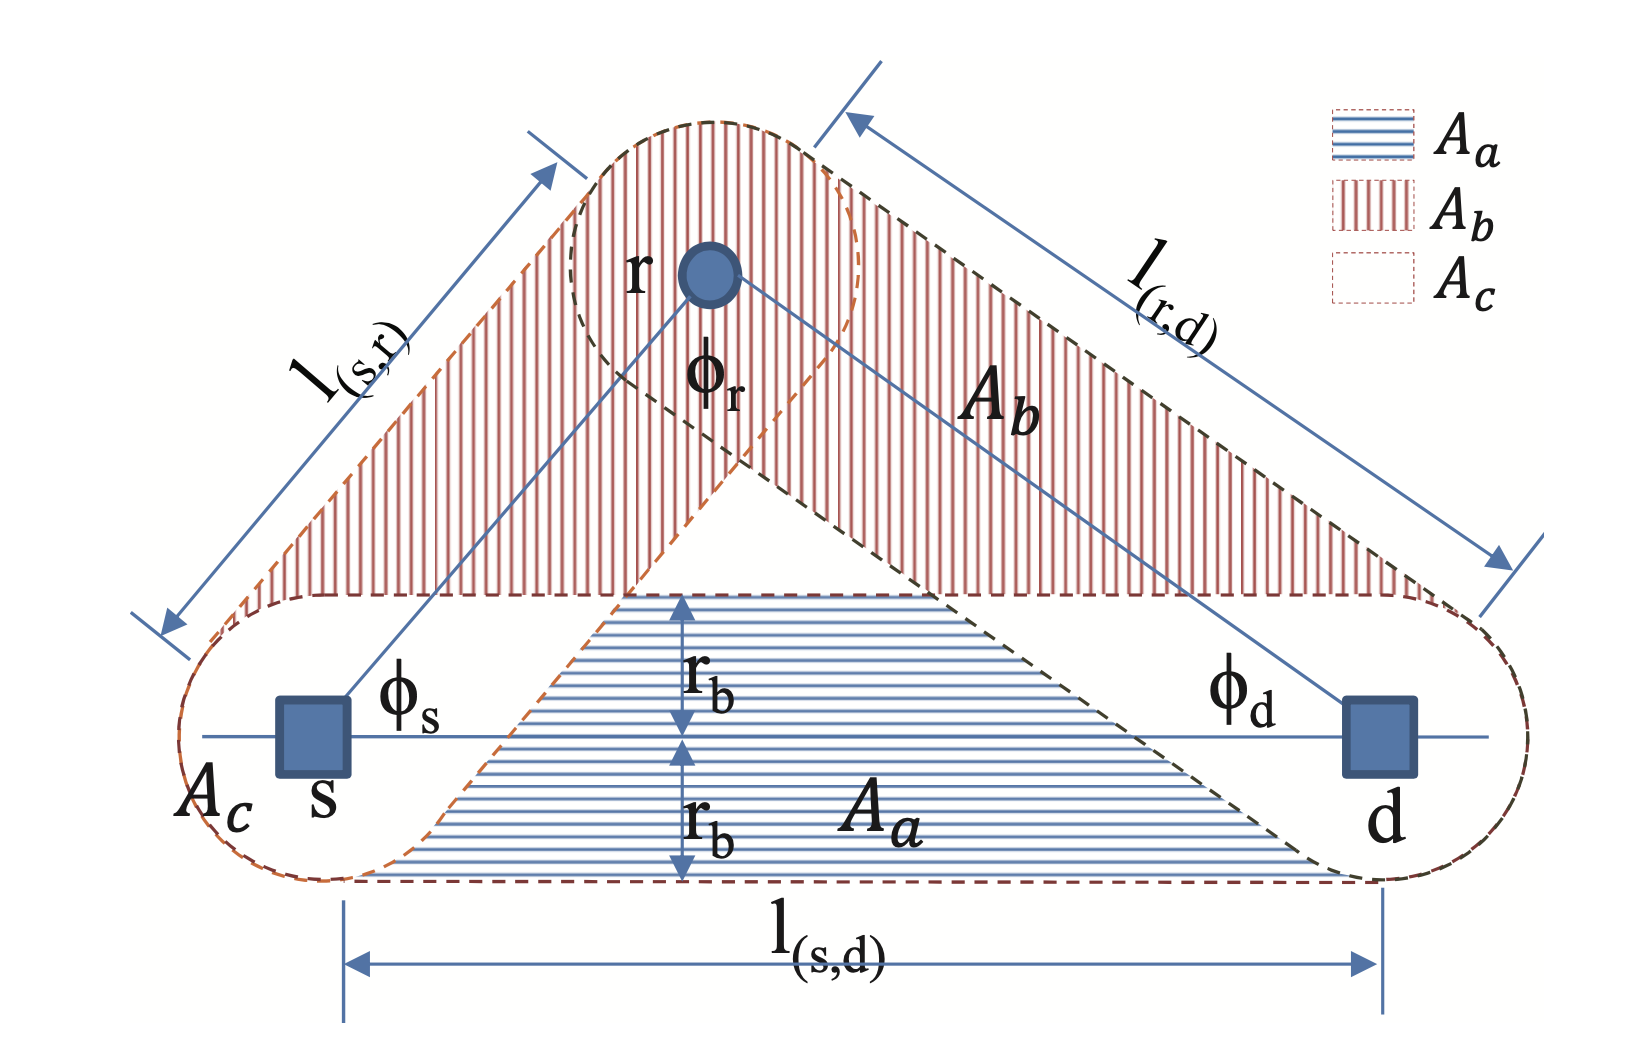 A_a
A_b
A_c
l_(s,r)
l_(r,d)
r
ϕ_r
A_b
ϕ_s
r_b
ϕ_d
A_c
s
r_b
A_a
d
l_(s,d)